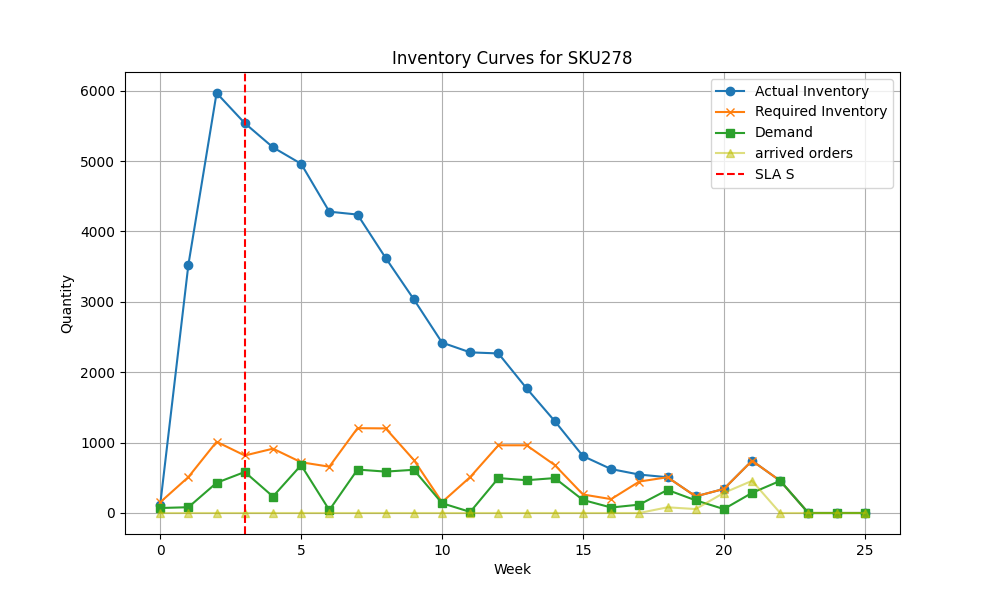 Inventory Curves for SKU278
Actual Inventory
Required Inventory
Demand
arrived orders
SLA S
Quantity
6000
5000
4000
3000
2000
1000
0
0 5 10 15 20 25
Week